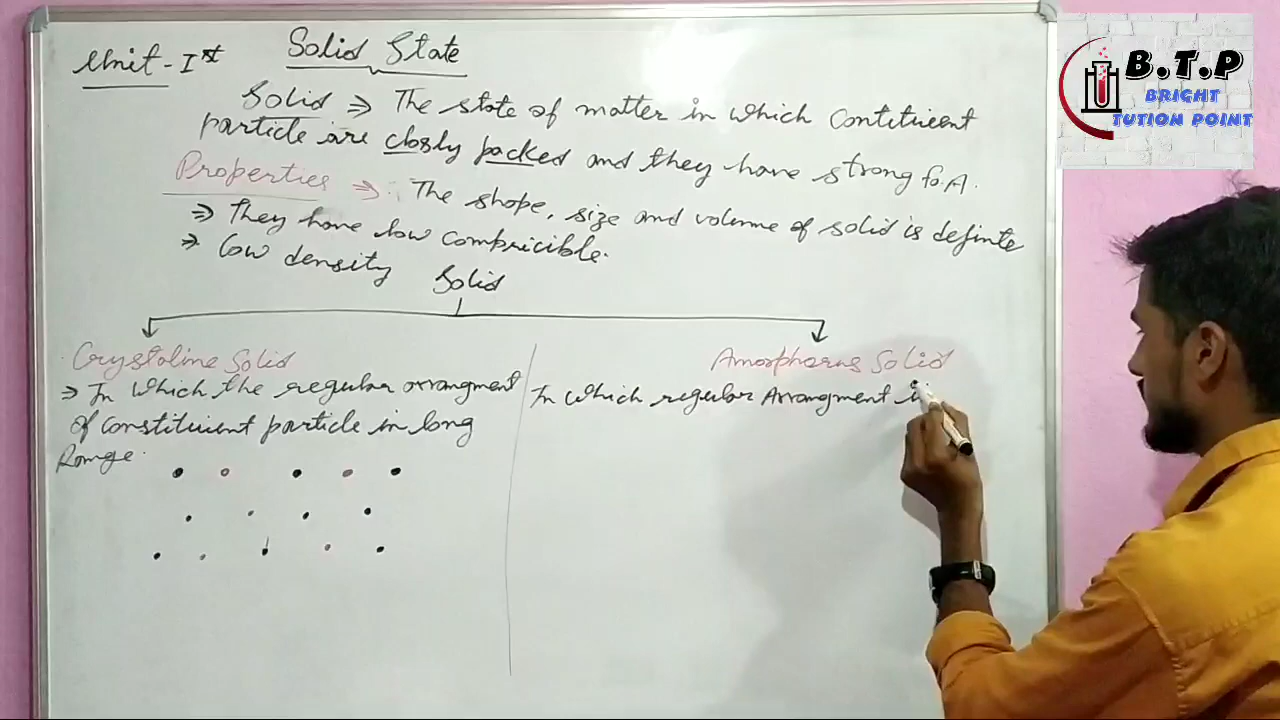 Unit - Ist
Solid State
B.T.P
BRIGHT
TUTION POINT
Solid ⇒ The state of matter in which contituent
particle are closly packed and they have strong fo.A.
Properties ⇒ The shape, size and volume of solid is definte
⇒ They have low compricible.
⇒ Low density
Solid
Crystaline Solid
⇒ In which the regular arrangment
of constituent particle in long
Range.
Amorphorus Solid
In which regular Arrangment